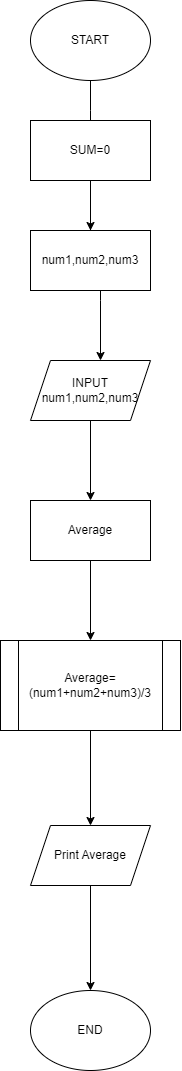 START
SUM=0
num1,num2,num3
INPUT
num1,num2,num3
Average
Average=
(num1+num2+num3)/3
Print Average
END